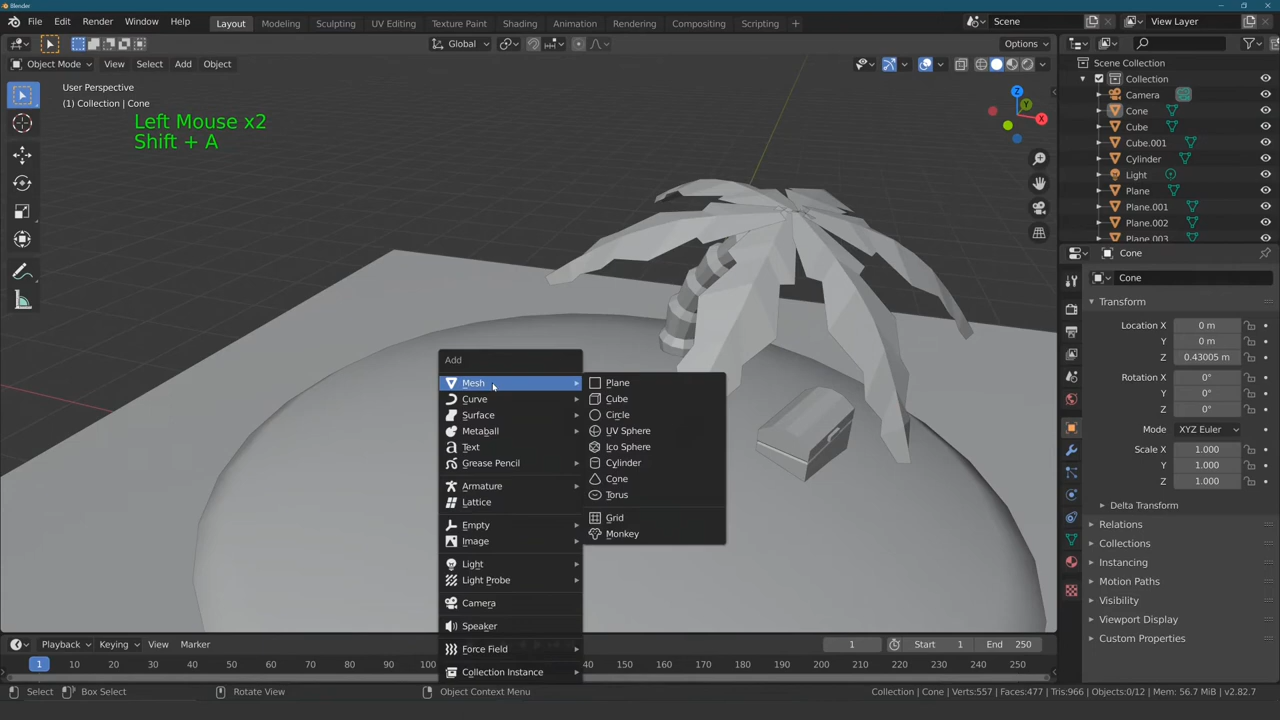 Blender
File Edit Render Window Help Layout Modeling Sculpting UV Editing Texture Paint Shading Animation Rendering Compositing Scripting + Scene View Layer
Global Options
Object Mode View Select Add Object
User Perspective
(1) Collection | Cone
Left Mouse x2
Shift + A
Z
Y
X
Add
Mesh
Curve
Surface
Metaball
Text
Grease Pencil
Armature
Lattice
Empty
Image
Light
Light Probe
Camera
Speaker
Force Field
Collection Instance
Plane
Cube
Circle
UV Sphere
Ico Sphere
Cylinder
Cone
Torus
Grid
Monkey
Scene Collection
Collection
Camera
Cone
Cube
Cube.001
Cylinder
Light
Plane
Plane.001
Plane.002
Plane.003
Cone
Cone
Transform
Location X 0 m
Y 0 m
Z 0.43005 m
Rotation X 0°
Y 0°
Z 0°
Mode XYZ Euler
Scale X 1.000
Y 1.000
Z 1.000
Delta Transform
Relations
Collections
Instancing
Motion Paths
Visibility
Viewport Display
Custom Properties
Playback Keying View Marker 1 Start 1 End 250
1 10 20 30 40 50 60 70 80 140 150 160 170 180 190 200 210 220 230 240 250
Select Box Select Rotate View Object Context Menu Collection | Cone | Verts:557 | Faces:477 | Tris:966 | Objects:0/12 | Mem: 56.7 MiB | v2.82.7